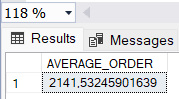 118 %
Results Messages
AVERAGE_ORDER
1 2141,53245901639